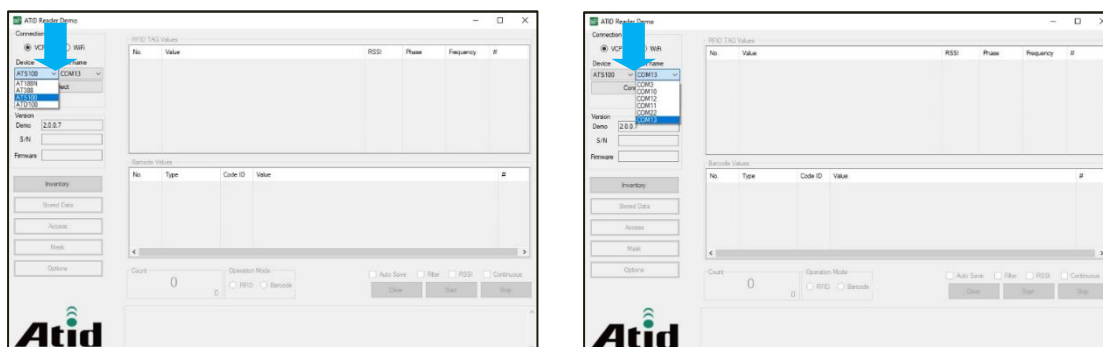 ATID Reader Demo
Connection
WiFi
Device
ATS100
COM13
AT188N
AT388
ATS100
ATD100
Version
Demo 2.0.0.7
S/N
Firmware
Inventory
Stored Data
Access
Mask
Options
RFID TAG Values
No. Value RSSI Phase Frequency #
Barcode Values
No. Type Code ID Value #
Count
0
0
Operation Mode
RFID Barcode
Auto Save Filter RSSI Continuous
Clear Start Stop
Atid
ATID Reader Demo
Connection
WiFi
Device
ATS100
COM13
COM3
COM10
COM12
COM11
COM22
COM13
Version
Demo 2.0.0.7
S/N
Firmware
Inventory
Stored Data
Access
Mask
Options
RFID TAG Values
No. Value RSSI Phase Frequency #
Barcode Values
No. Type Code ID Value #
Count
0
0
Operation Mode
RFID Barcode
Auto Save Filter RSSI Continuous
Clear Start Stop
Atid